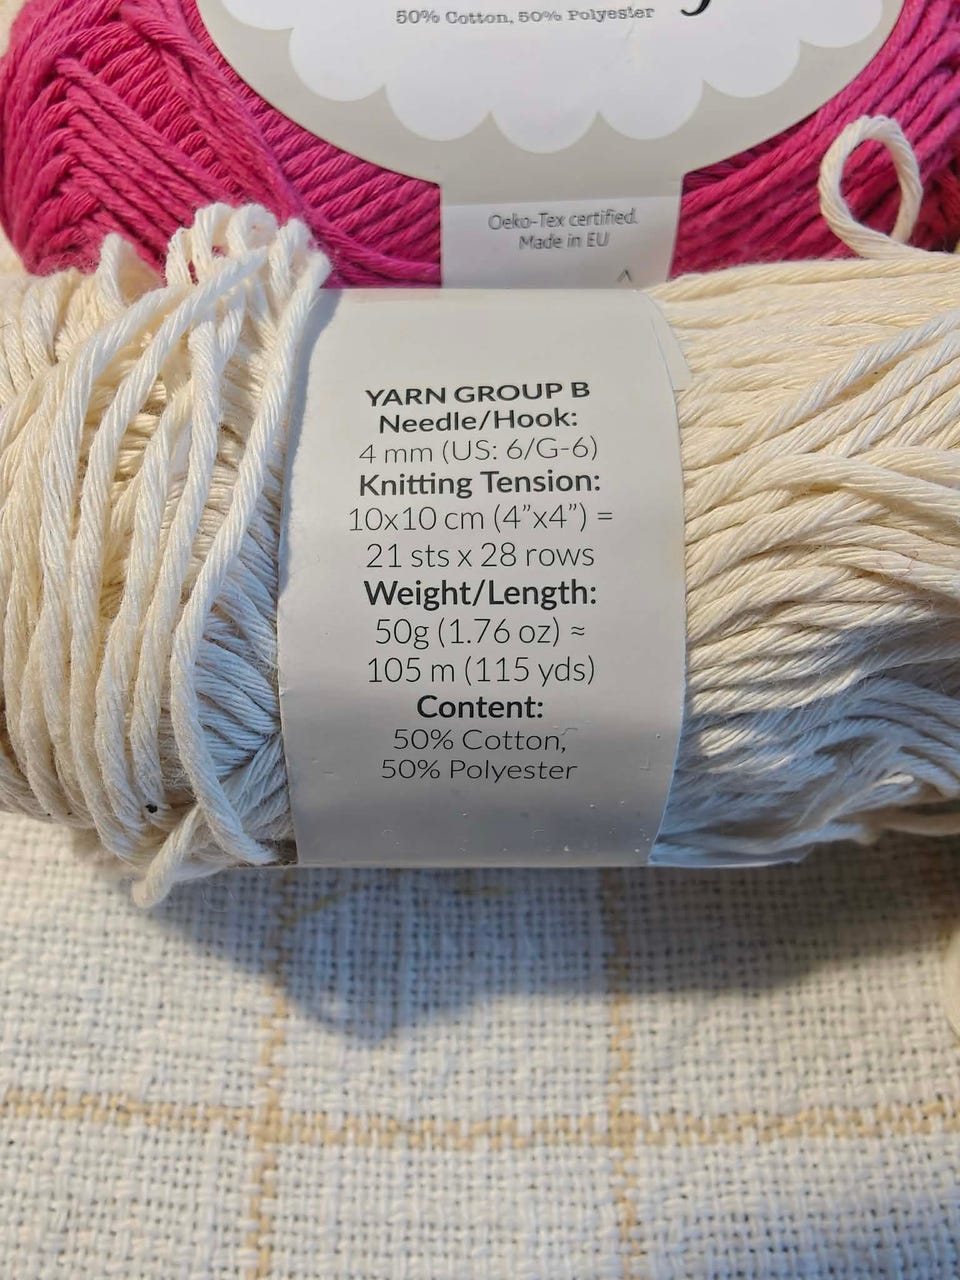 50% Cotton, 50% Polyester
Oeko-Tex certified.
Made in EU
YARN GROUP B
Needle/Hook:
4 mm (US: 6/G-6)
Knitting Tension:
10x10 cm (4”x4”) =
21 sts x 28 rows
Weight/Length:
50g (1.76 oz) ≈
105 m (115 yds)
Content:
50% Cotton,
50% Polyester